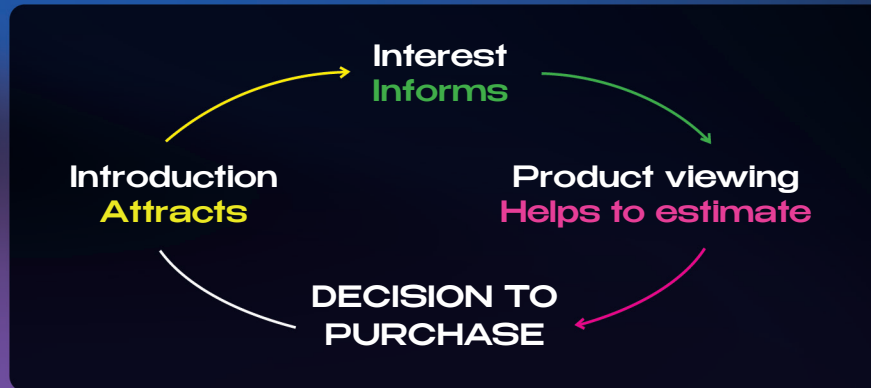 Interest
Informs
Introduction
Attracts
Product viewing
Helps to estimate
DECISION TO
PURCHASE